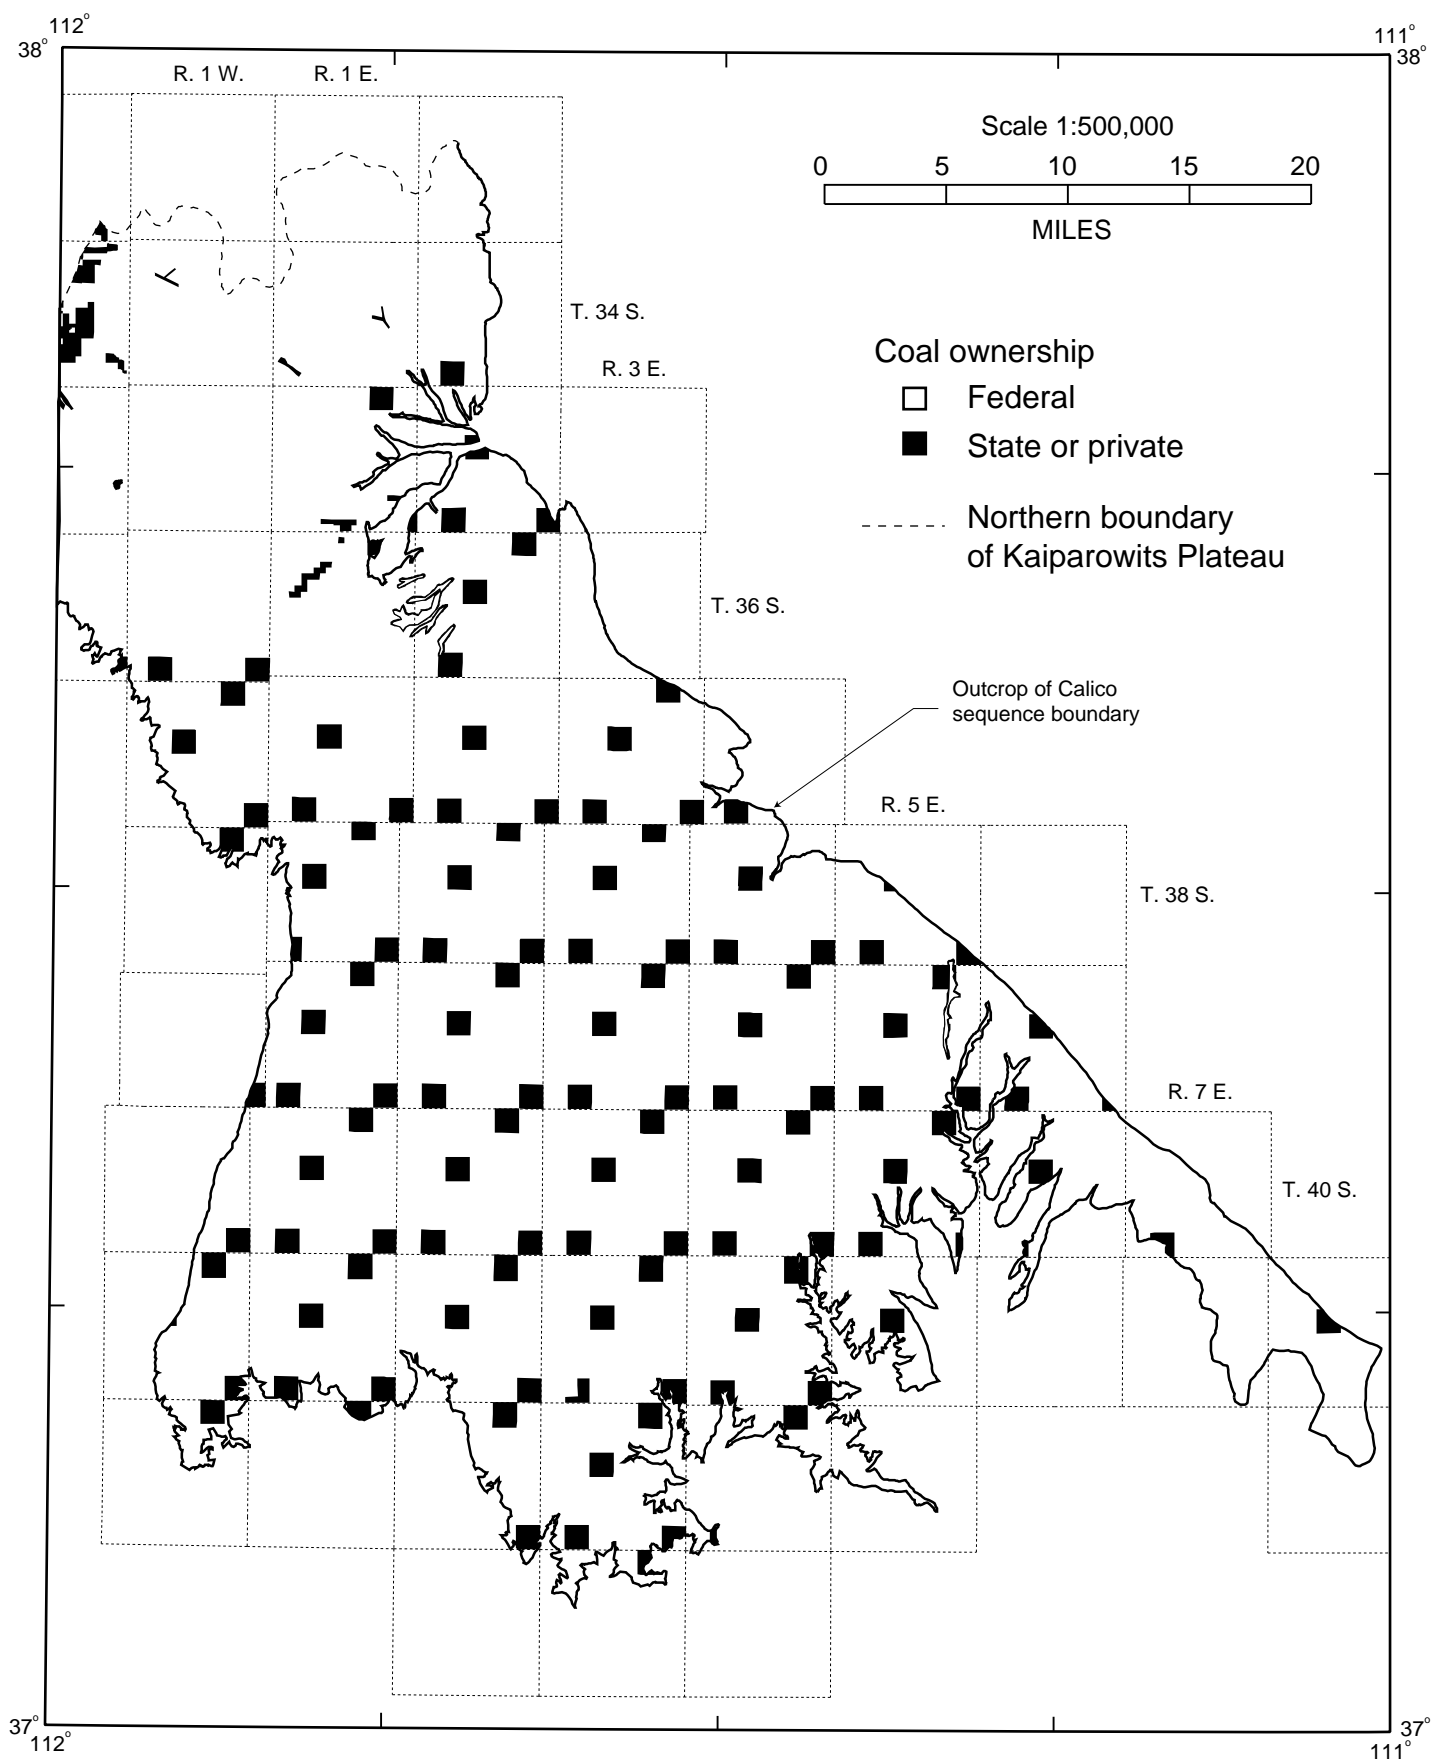 112°
111°
38°
38°
R. 1 W.
R. 1 E.
Scale 1:500,000
0 5 10 15 20
MILES
T. 34 S.
R. 3 E.
Coal ownership
Federal
State or private
Northern boundary
of Kaiparowits Plateau
T. 36 S.
Outcrop of Calico
sequence boundary
R. 5 E.
T. 38 S.
R. 7 E.
T. 40 S.
37°
37°
112°
111°